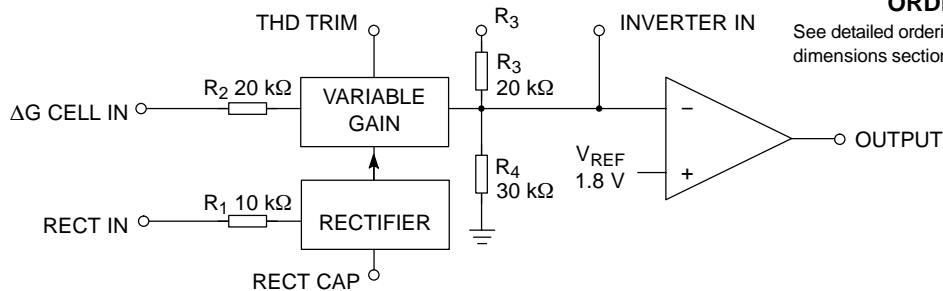 ORD
See detailed orderi
dimensions section
THD TRIM
R3
INVERTER IN
R3
20 kΩ
R2 20 kΩ
VARIABLE
GAIN
ΔG CELL IN
−
OUTPUT
VREF
1.8 V
+
R4
30 kΩ
R1 10 kΩ
RECT IN
RECTIFIER
RECT CAP